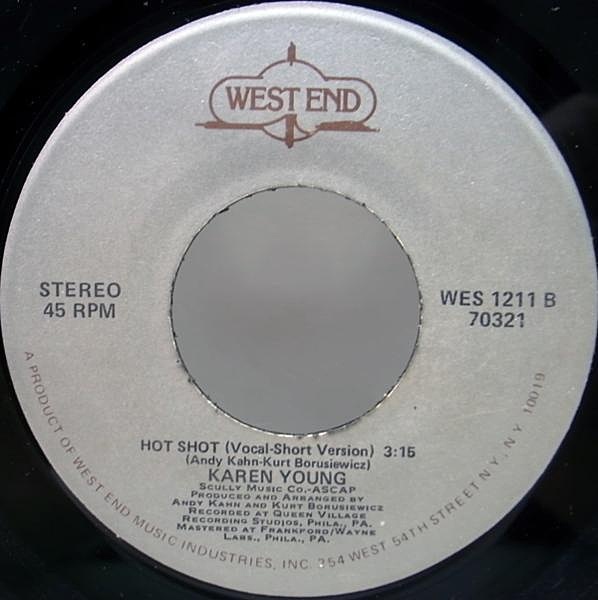 WEST END
STEREO
45 RPM
WES 1211 B
70321
HOT SHOT (Vocal-Short Version) 3:15
(Andy Kahn-Kurt Borusiewicz)
KAREN YOUNG
SCULLY MUSIC CO.-ASCAP
PRODUCED AND ARRANGED BY
ANDY KAHN AND KURT BORUSIEWICZ
RECORDED AT QUEEN VILLAGE
RECORDING STUDIOS, PHILA., PA.
MASTERED AT FRANKFORD/WAYNE
LABS., PHILA., PA.
A PRODUCT OF WEST END MUSIC INDUSTRIES, INC. 254 WEST 54TH STREET N.Y., N.Y. 10019